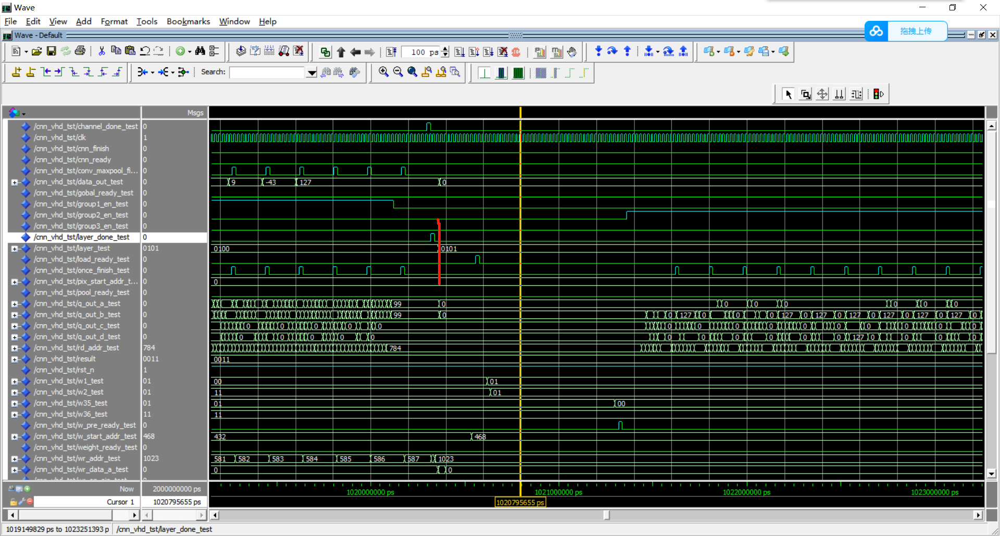 Wave
File Edit View Add Format Tools Bookmarks Window Help
Wave - Default
拖拽上传
100 ps
Search:
Msgs
/cnn_vhd_tst/channel_done_test 0
/cnn_vhd_tst/clk 1
/cnn_vhd_tst/cnn_finish 0
/cnn_vhd_tst/cnn_ready 0
/cnn_vhd_tst/conv_maxpool_fi... 0
/cnn_vhd_tst/data_out_test 0 9 -43 127 0
/cnn_vhd_tst/gobal_ready_test 0
/cnn_vhd_tst/group1_en_test 0
/cnn_vhd_tst/group2_en_test 0
/cnn_vhd_tst/group3_en_test 0
/cnn_vhd_tst/layer_done_test 0
/cnn_vhd_tst/layer_test 0101 0100 0101
/cnn_vhd_tst/load_ready_test 0
/cnn_vhd_tst/once_finish_test 0
/cnn_vhd_tst/pix_start_addr_t... 0 0
/cnn_vhd_tst/pool_ready_test 0
/cnn_vhd_tst/q_out_a_test 0 99 0 0 0 0 0 0 0
/cnn_vhd_tst/q_out_b_test 0 99 0 0 127 0 0 0 127 0 127 0 127 0 127 0 127 0 127 0
/cnn_vhd_tst/q_out_c_test 0 0 0 0 0 0 0 0 0 0 0 0 0 0 0
/cnn_vhd_tst/q_out_d_test 0 0 0 0 0 0 0 0 0 0 0 127 0 0 0 0
/cnn_vhd_tst/rd_addr_test 784 784
/cnn_vhd_tst/result 0011 0011
/cnn_vhd_tst/rst_n 1
/cnn_vhd_tst/w1_test 01 00 01
/cnn_vhd_tst/w2_test 01 11 01
/cnn_vhd_tst/w35_test 01 01 00
/cnn_vhd_tst/w36_test 11 11
/cnn_vhd_tst/w_pre_ready_test 0
/cnn_vhd_tst/w_start_addr_test 468 432 468
/cnn_vhd_tst/weight_ready_test 0
/cnn_vhd_tst/wr_addr_test 1023 581 582 583 584 585 586 587 1023
/cnn_vhd_tst/wr_data_a_test 0 0 0
Now 2000000000 ps 1020000000 ps 1021000000 ps 1022000000 ps 1023000000 ps
Cursor 1 1020795655 ps 1020795655 ps
1019149829 ps to 1023251393 p /cnn_vhd_tst/layer_done_test